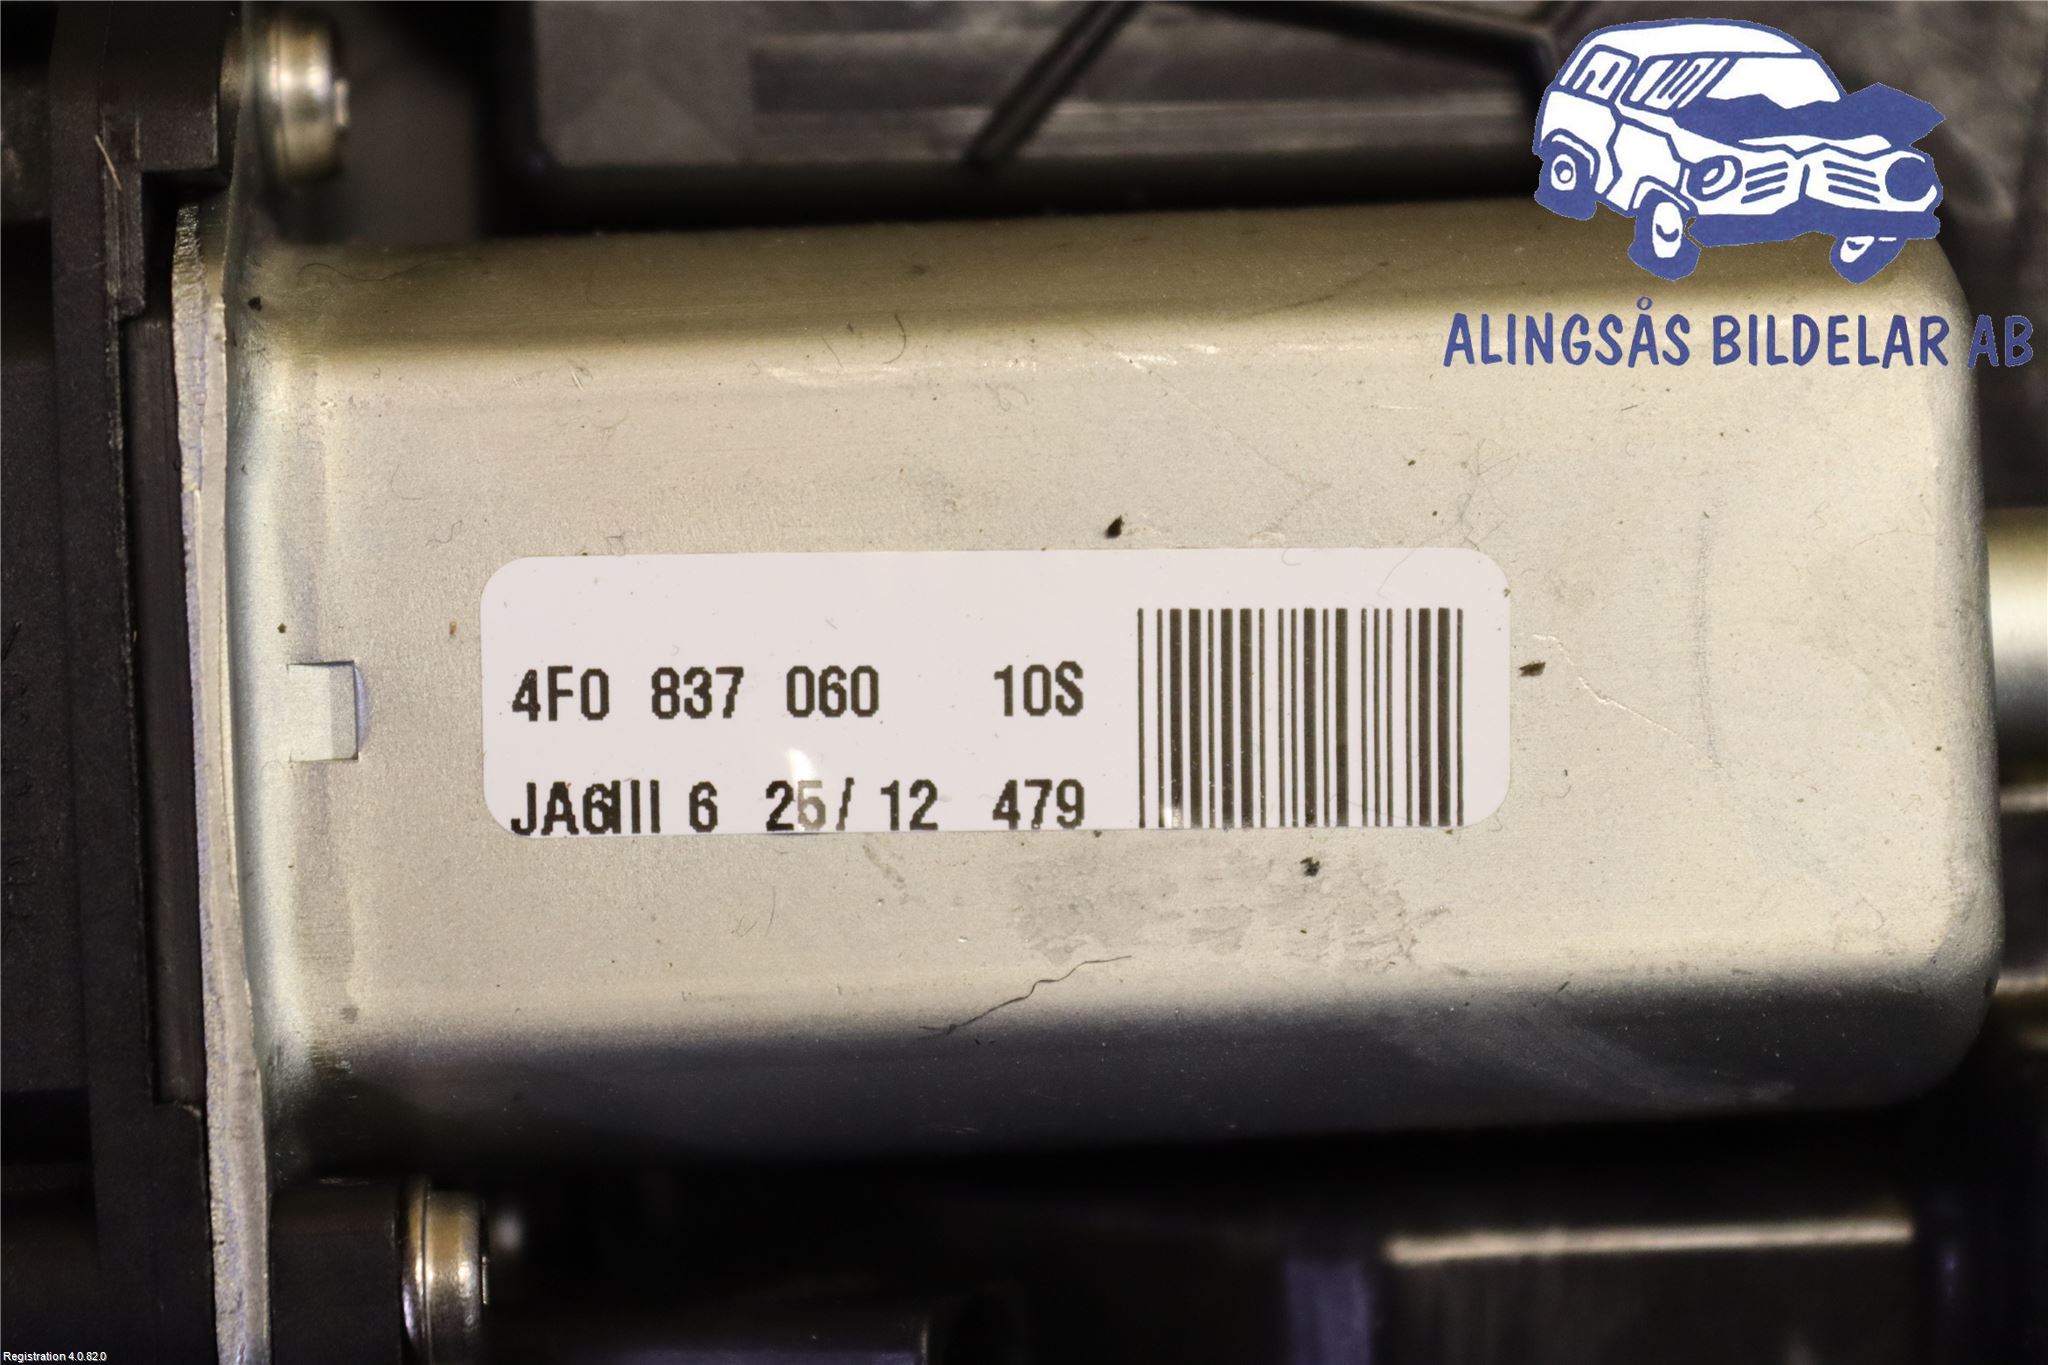 ALINGSÅS BILDELAR AB
4F0 837 060 10S
JA6III 6 25/12 479
Registration 4.0.82.0